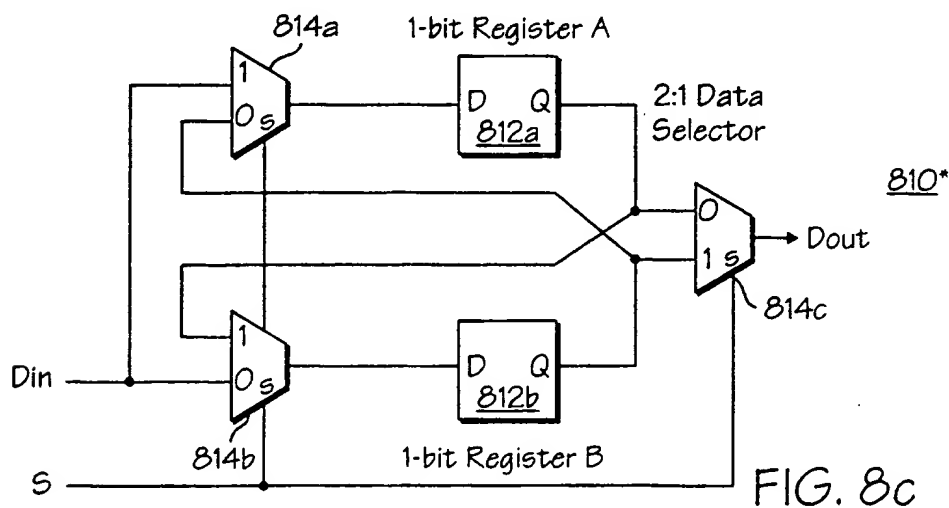 814a
1-bit Register A
1
0
s
D
Q
812a
2:1 Data
Selector
810*
0
1
s
Dout
814c
1
0
s
Din
D
Q
812b
814b
1-bit Register B
S
FIG. 8c